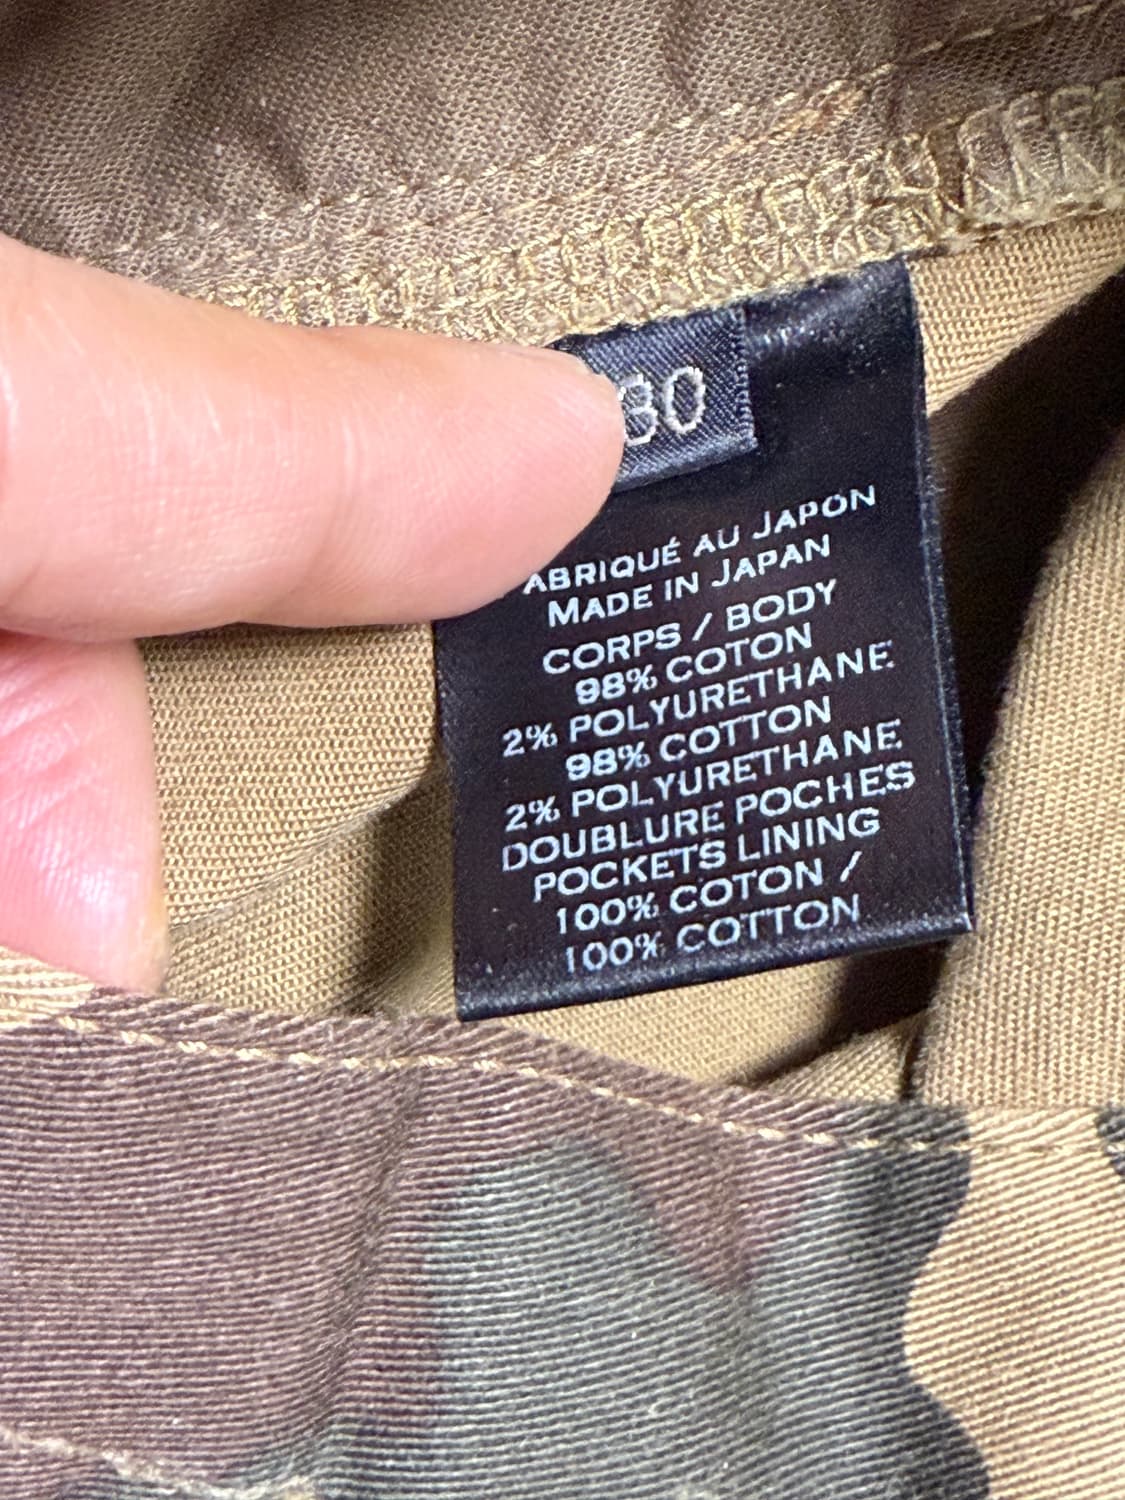 30
ABRIQUÉ AU JAPON
MADE IN JAPAN
CORPS / BODY
98% COTON
2% POLYURETHANE
98% COTTON
2% POLYURETHANE
DOUBLURE POCHES
POCKETS LINING
100% COTON /
100% COTTON